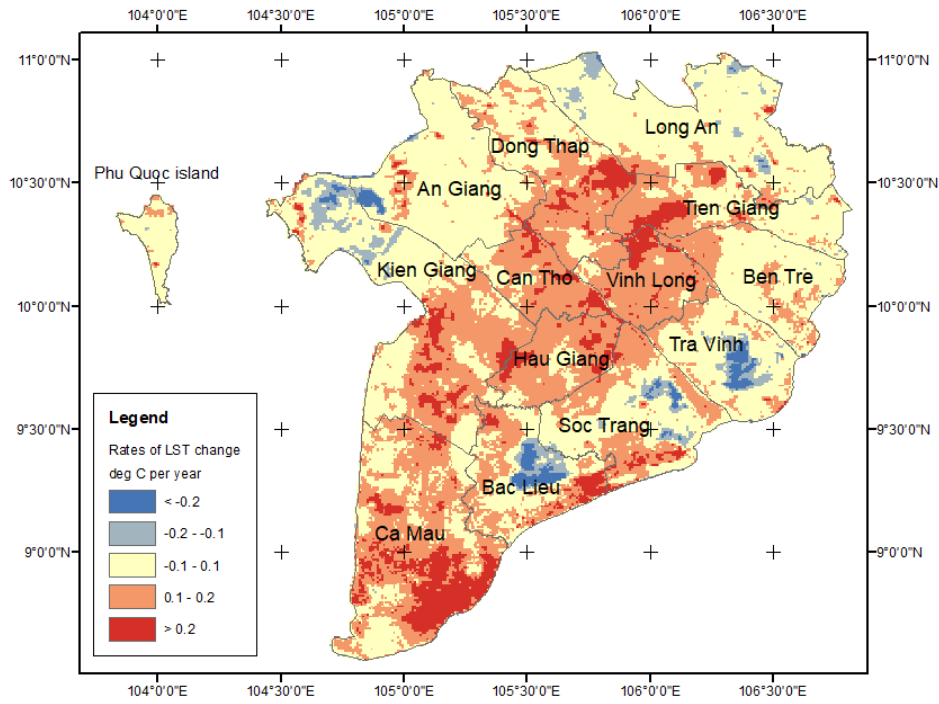 104°0'0"E 104°30'0"E 105°0'0"E 105°30'0"E 106°0'0"E 106°30'0"E
11°0'0"N 11°0'0"N
Long An
Dong Thap
Phu Quoc island
10°30'0"N 10°30'0"N
An Giang
Tien Giang
Kien Giang
Can Tho
Vinh Long
Ben Tre
10°0'0"N 10°0'0"N
Tra Vinh
Hau Giang
Legend
Soc Trang
9°30'0"N 9°30'0"N
Rates of LST change
deg C per year
Bac Lieu
< -0.2
-0.2 - -0.1
Ca Mau
9°0'0"N 9°0'0"N
-0.1 - 0.1
0.1 - 0.2
> 0.2
104°0'0"E 104°30'0"E 105°0'0"E 105°30'0"E 106°0'0"E 106°30'0"E